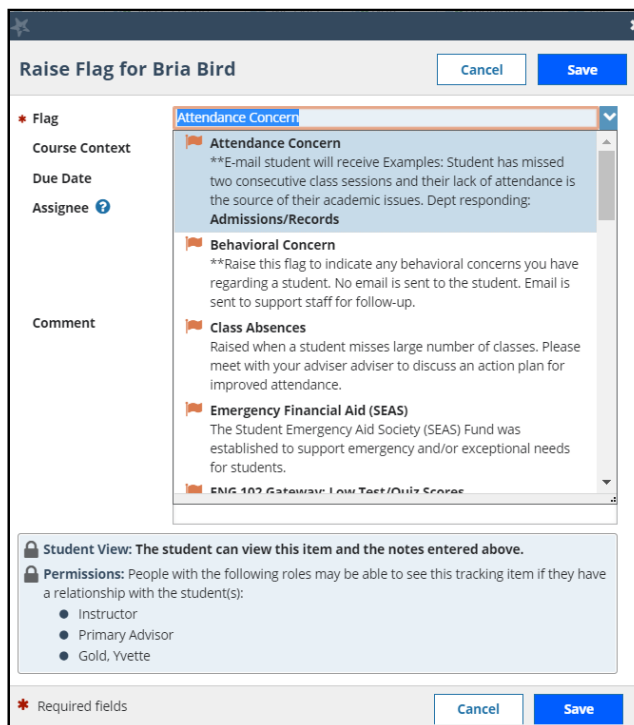 Raise Flag for Bria Bird
Cancel
Save
* Flag
Attendance Concern
Course Context
Due Date
Assignee ?
Comment
Attendance Concern
**E-mail student will receive Examples: Student has missed
two consecutive class sessions and their lack of attendance is
the source of their academic issues. Dept responding:
Admissions/Records
Behavioral Concern
**Raise this flag to indicate any behavioral concerns you have
regarding a student. No email is sent to the student. Email is
sent to support staff for follow-up.
Class Absences
Raised when a student misses large number of classes. Please
meet with your adviser adviser to discuss an action plan for
improved attendance.
Emergency Financial Aid (SEAS)
The Student Emergency Aid Society (SEAS) Fund was
established to support emergency and/or exceptional needs
for students.
ENG 102 Gateway: Low Test/Quiz Scores
Student View: The student can view this item and the notes entered above.
Permissions: People with the following roles may be able to see this tracking item if they have
a relationship with the student(s):
Instructor
Primary Advisor
Gold, Yvette
* Required fields
Cancel
Save